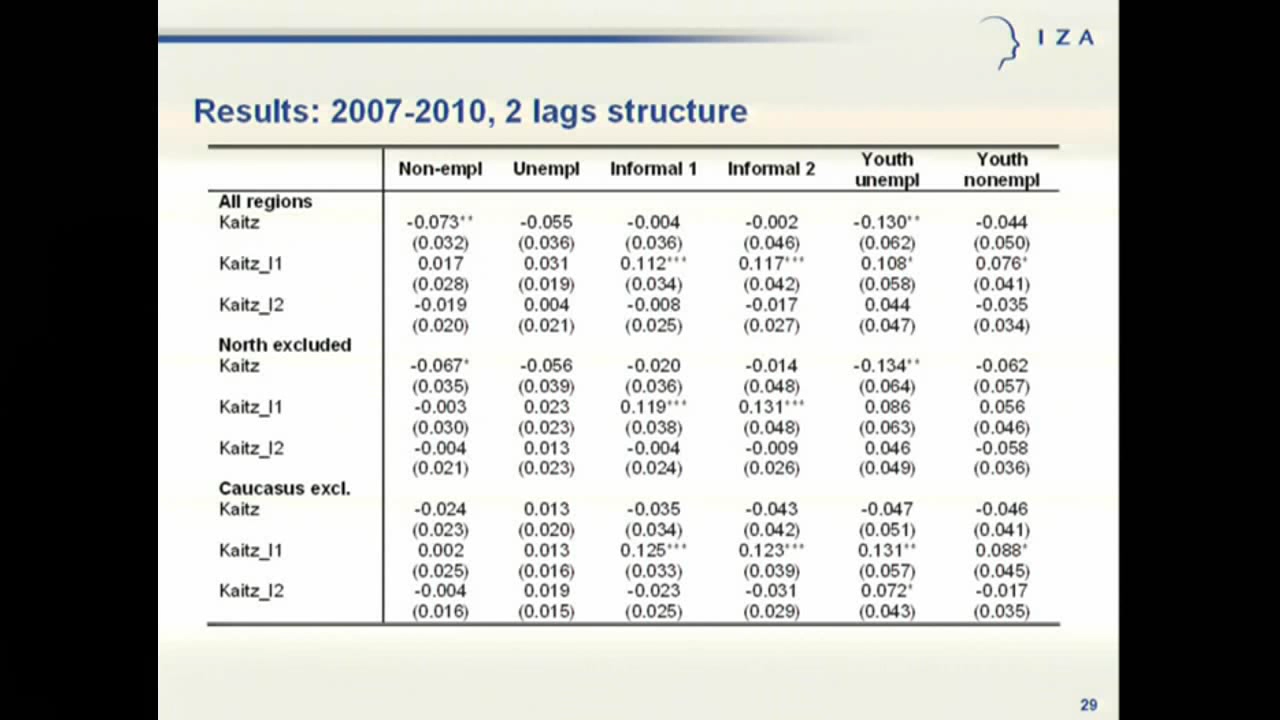 I Z A
Results: 2007-2010, 2 lags structure
Non-empl Unempl Informal 1 Informal 2 Youth unempl Youth nonempl
All regions
Kaitz -0.073** -0.055 -0.004 -0.002 -0.130** -0.044
(0.032) (0.036) (0.036) (0.046) (0.062) (0.050)
Kaitz_l1 0.017 0.031 0.112*** 0.117*** 0.108* 0.076*
(0.028) (0.019) (0.034) (0.042) (0.058) (0.041)
Kaitz_l2 -0.019 0.004 -0.008 -0.017 0.044 -0.035
(0.020) (0.021) (0.025) (0.027) (0.047) (0.034)
North excluded
Kaitz -0.067* -0.056 -0.020 -0.014 -0.134** -0.062
(0.035) (0.039) (0.036) (0.048) (0.064) (0.057)
Kaitz_l1 -0.003 0.023 0.119*** 0.131*** 0.086 0.056
(0.030) (0.023) (0.038) (0.048) (0.063) (0.046)
Kaitz_l2 -0.004 0.013 -0.004 -0.009 0.046 -0.058
(0.021) (0.023) (0.024) (0.026) (0.049) (0.036)
Caucasus excl.
Kaitz -0.024 0.013 -0.035 -0.043 -0.047 -0.046
(0.023) (0.020) (0.034) (0.042) (0.051) (0.041)
Kaitz_l1 0.002 0.013 0.125*** 0.123*** 0.131** 0.088*
(0.025) (0.016) (0.033) (0.039) (0.057) (0.045)
Kaitz_l2 -0.004 0.019 -0.023 -0.031 0.072* -0.017
(0.016) (0.015) (0.025) (0.029) (0.043) (0.035)
29